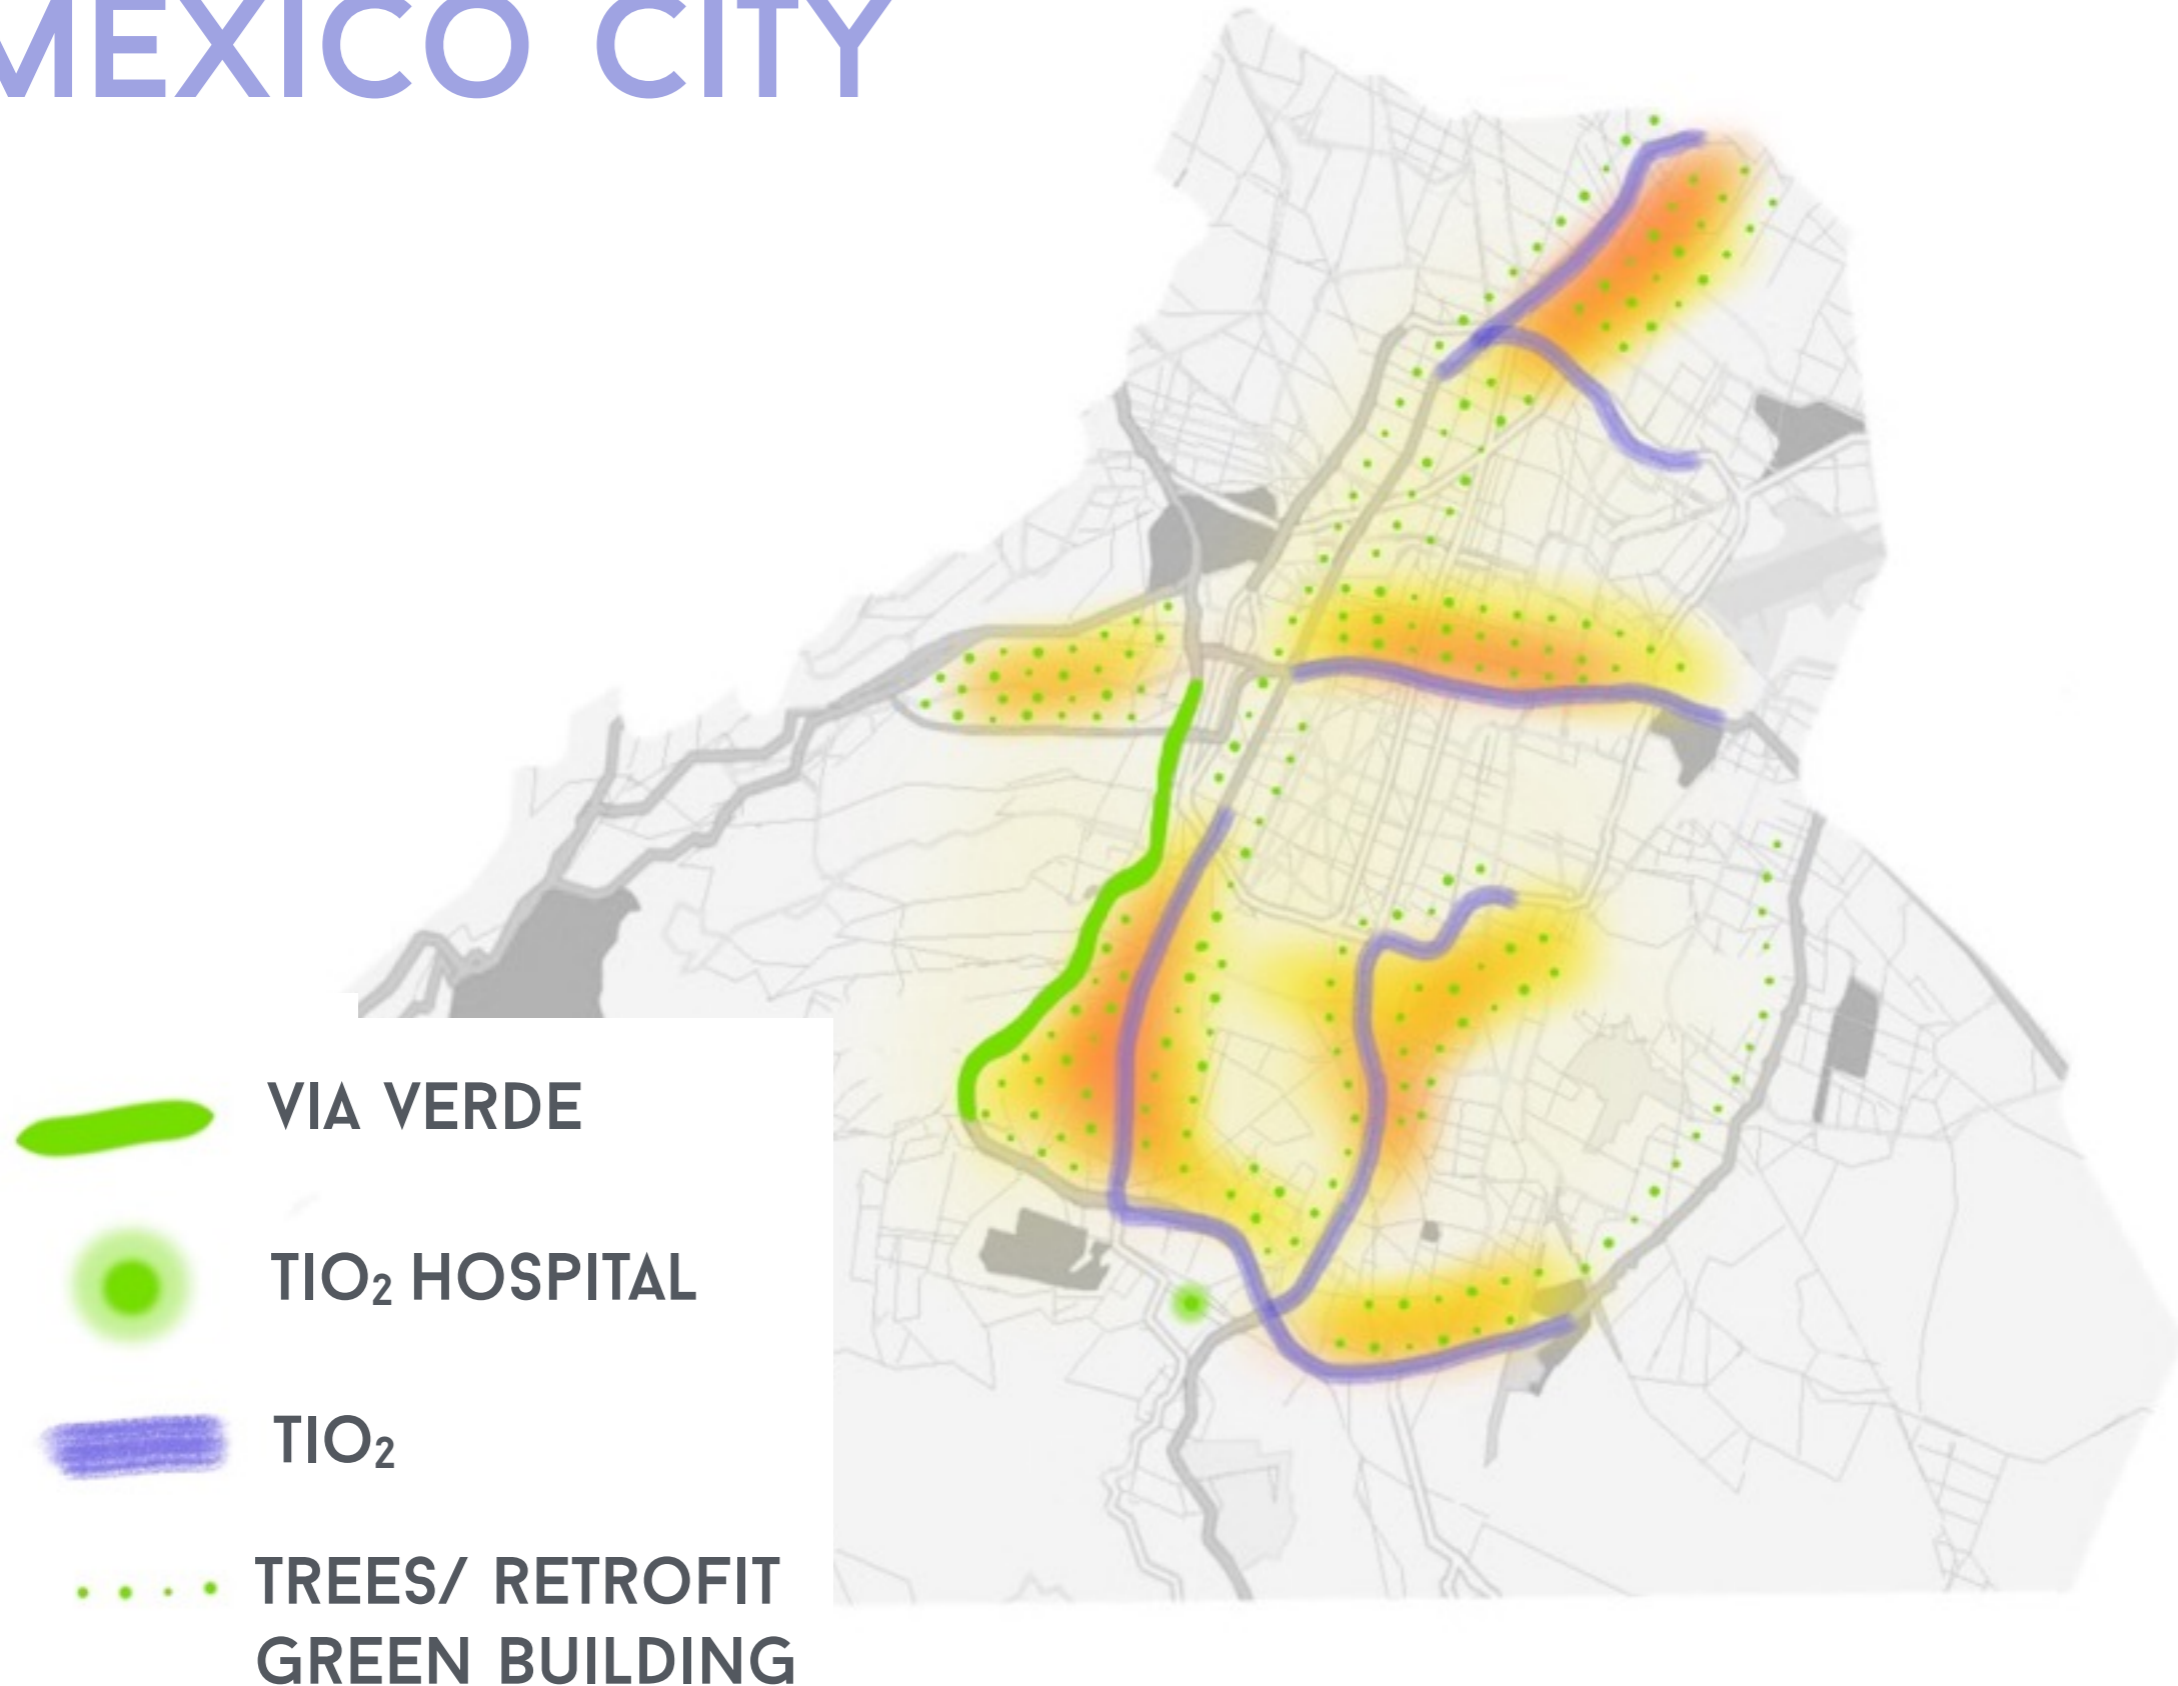 MEXICO CITY
VIA VERDE
TIO₂ HOSPITAL
TIO₂
TREES/ RETROFIT
GREEN BUILDING